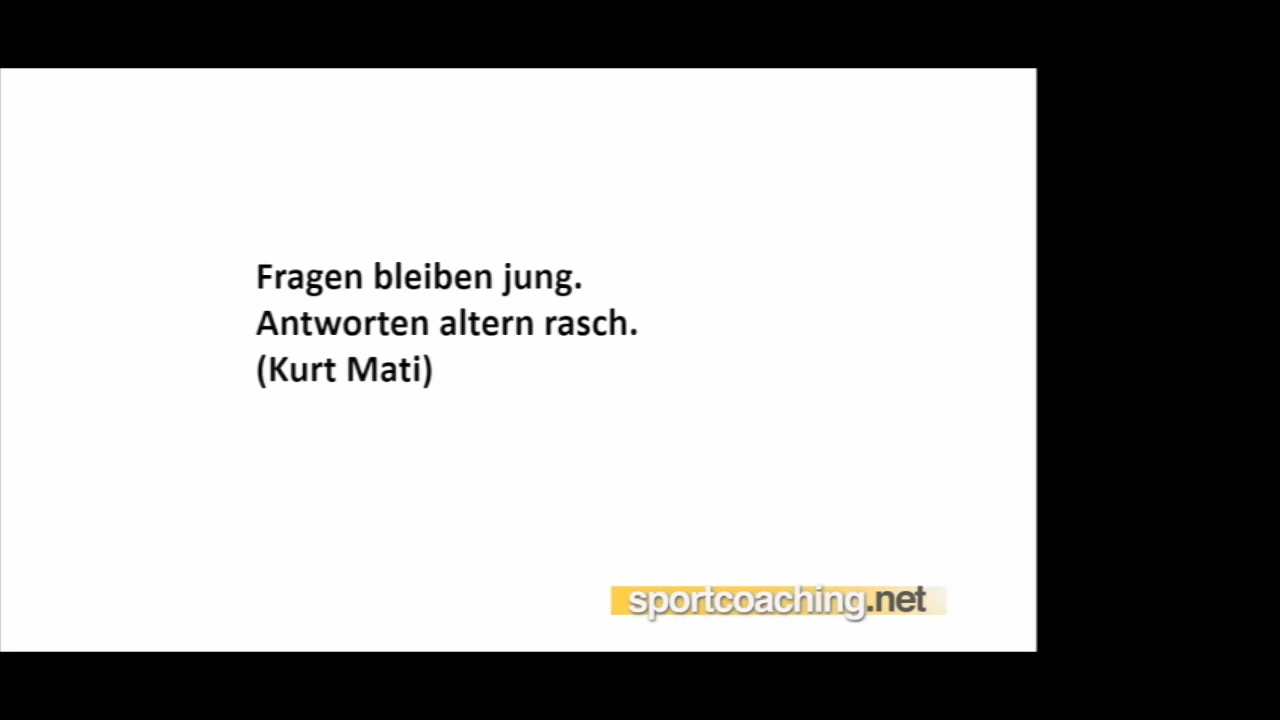 Fragen bleiben jung.
Antworten altern rasch.
(Kurt Mati)
sportcoaching.net